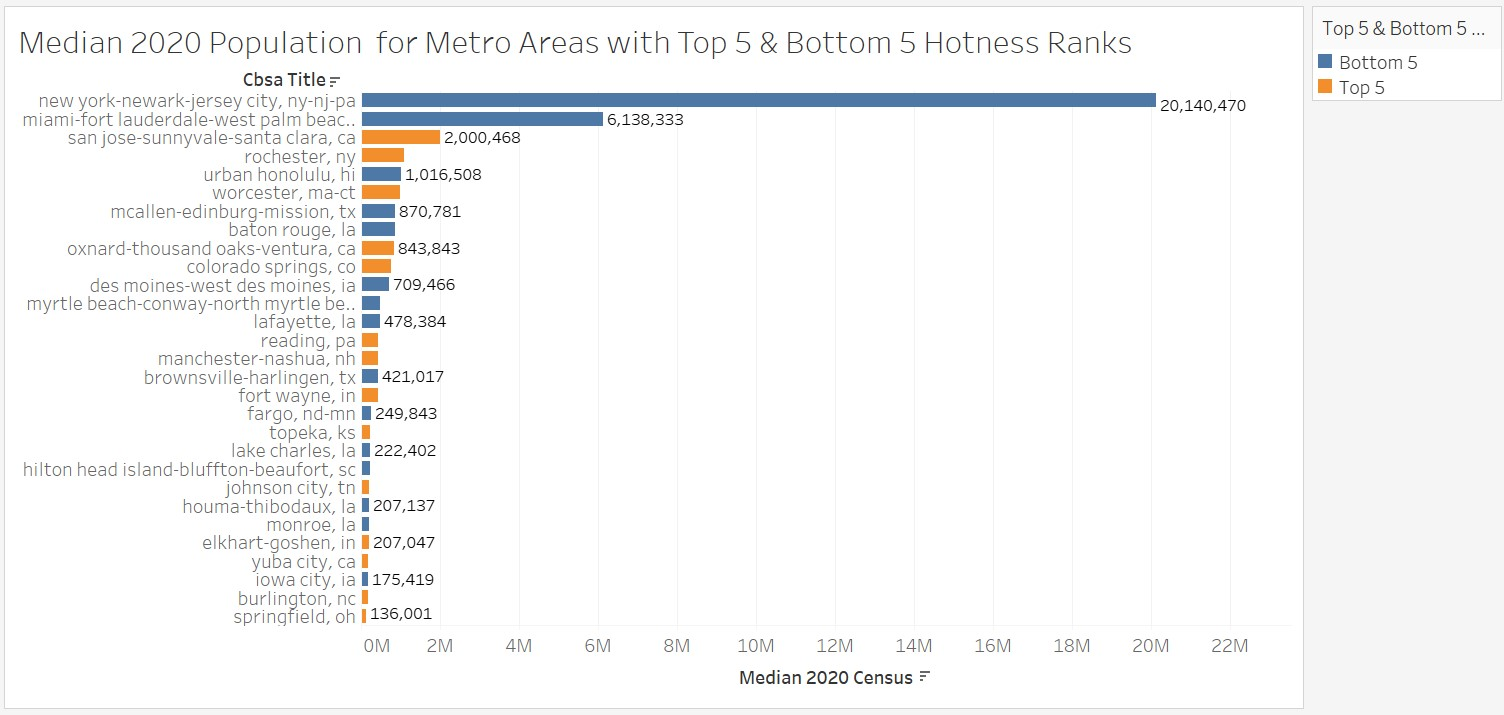 Median 2020 Population for Metro Areas with Top 5 & Bottom 5 Hotness Ranks
Top 5 & Bottom 5 ...
Bottom 5
Top 5
Cbsa Title
new york-newark-jersey city, ny-nj-pa 20,140,470
miami-fort lauderdale-west palm beac.. 6,138,333
san jose-sunnyvale-santa clara, ca 2,000,468
rochester, ny
urban honolulu, hi 1,016,508
worcester, ma-ct
mcallen-edinburg-mission, tx 870,781
baton rouge, la
oxnard-thousand oaks-ventura, ca 843,843
colorado springs, co
des moines-west des moines, ia 709,466
myrtle beach-conway-north myrtle be..
lafayette, la 478,384
reading, pa
manchester-nashua, nh
brownsville-harlingen, tx 421,017
fort wayne, in
fargo, nd-mn 249,843
topeka, ks
lake charles, la 222,402
hilton head island-bluffton-beaufort, sc
johnson city, tn
houma-thibodaux, la 207,137
monroe, la
elkhart-goshen, in 207,047
yuba city, ca
iowa city, ia 175,419
burlington, nc
springfield, oh 136,001
0M 2M 4M 6M 8M 10M 12M 14M 16M 18M 20M 22M
Median 2020 Census